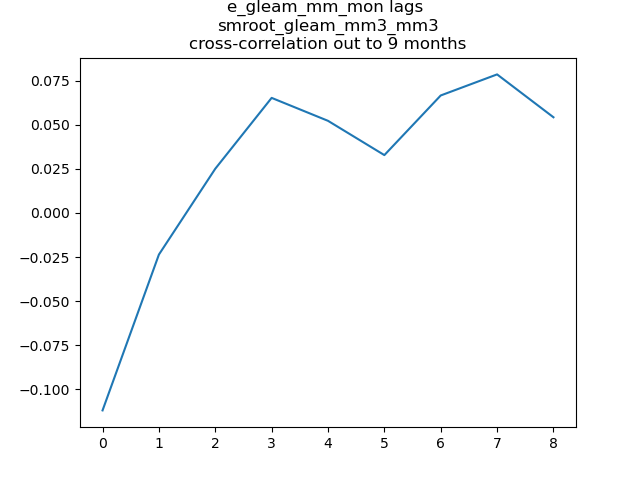 e_gleam_mm_mon lags
smroot_gleam_mm3_mm3
cross-correlation out to 9 months
0.075
0.050
0.025
0.000
−0.025
−0.050
−0.075
−0.100
0 1 2 3 4 5 6 7 8